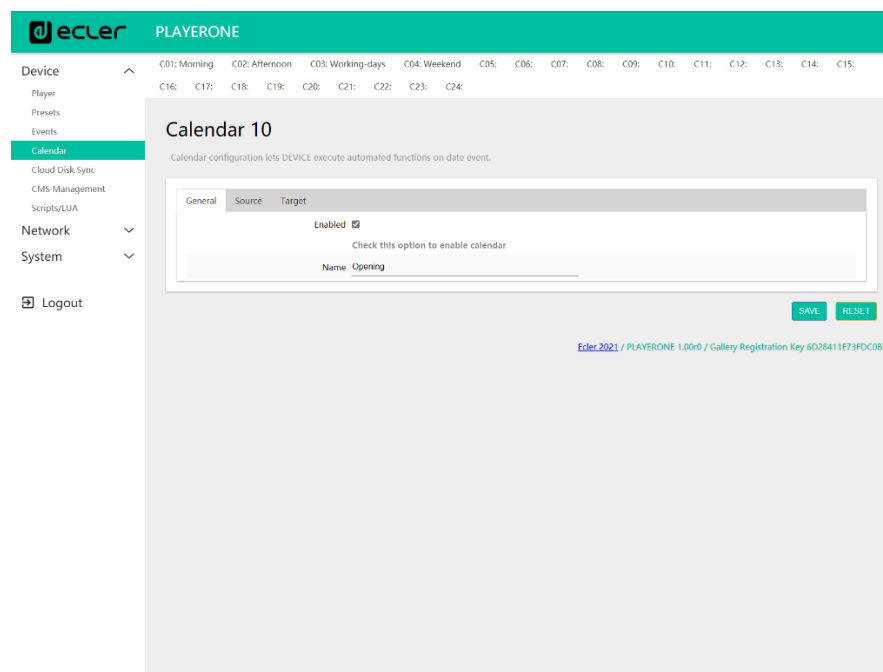 ecler
PLAYERONE
Device
Player
Presets
Events
Calendar
Cloud Disk Sync
CMS Management
Scripts/LUA
Network
System
Logout
C01: Morning C02: Afternoon C03: Working-days C04: Weekend C05: C06: C07: C08: C09: C10: C11: C12: C13: C14: C15:
C16: C17: C18: C19: C20: C21: C22: C23: C24:
Calendar 10
Calendar configuration lets DEVICE execute automated functions on date event.
General Source Target
Enabled
Check this option to enable calendar
Name Opening
SAVE RESET
Ecler 2021 / PLAYERONE 1.00r0 / Gallery Registration Key 6D28411E73FDC0B